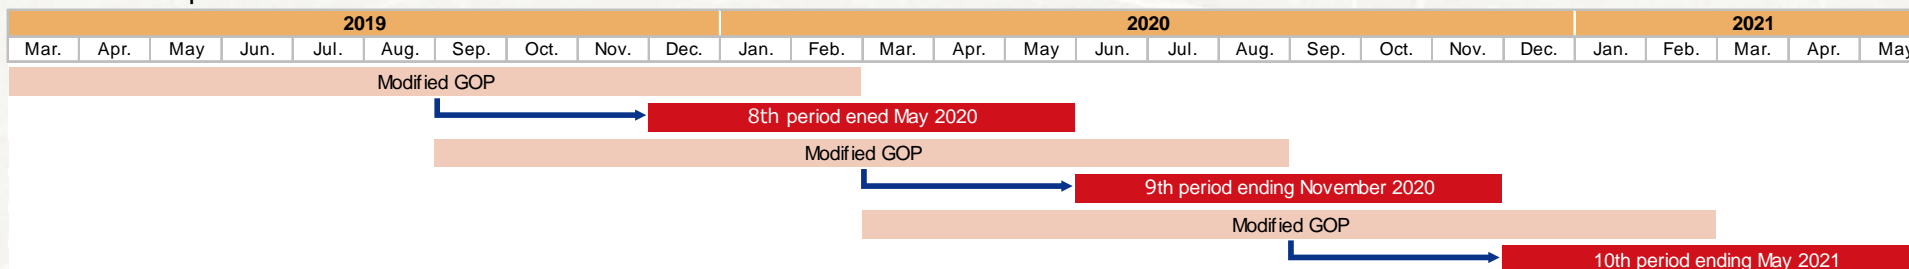 2019 2020 2021
Mar. Apr. May Jun. Jul. Aug. Sep. Oct. Nov. Dec. Jan. Feb. Mar. Apr. May Jun. Jul. Aug. Sep. Oct. Nov. Dec. Jan. Feb. Mar. Apr. May
Modified GOP
8th period ened May 2020
Modified GOP
9th period ending November 2020
Modified GOP
10th period ending May 2021